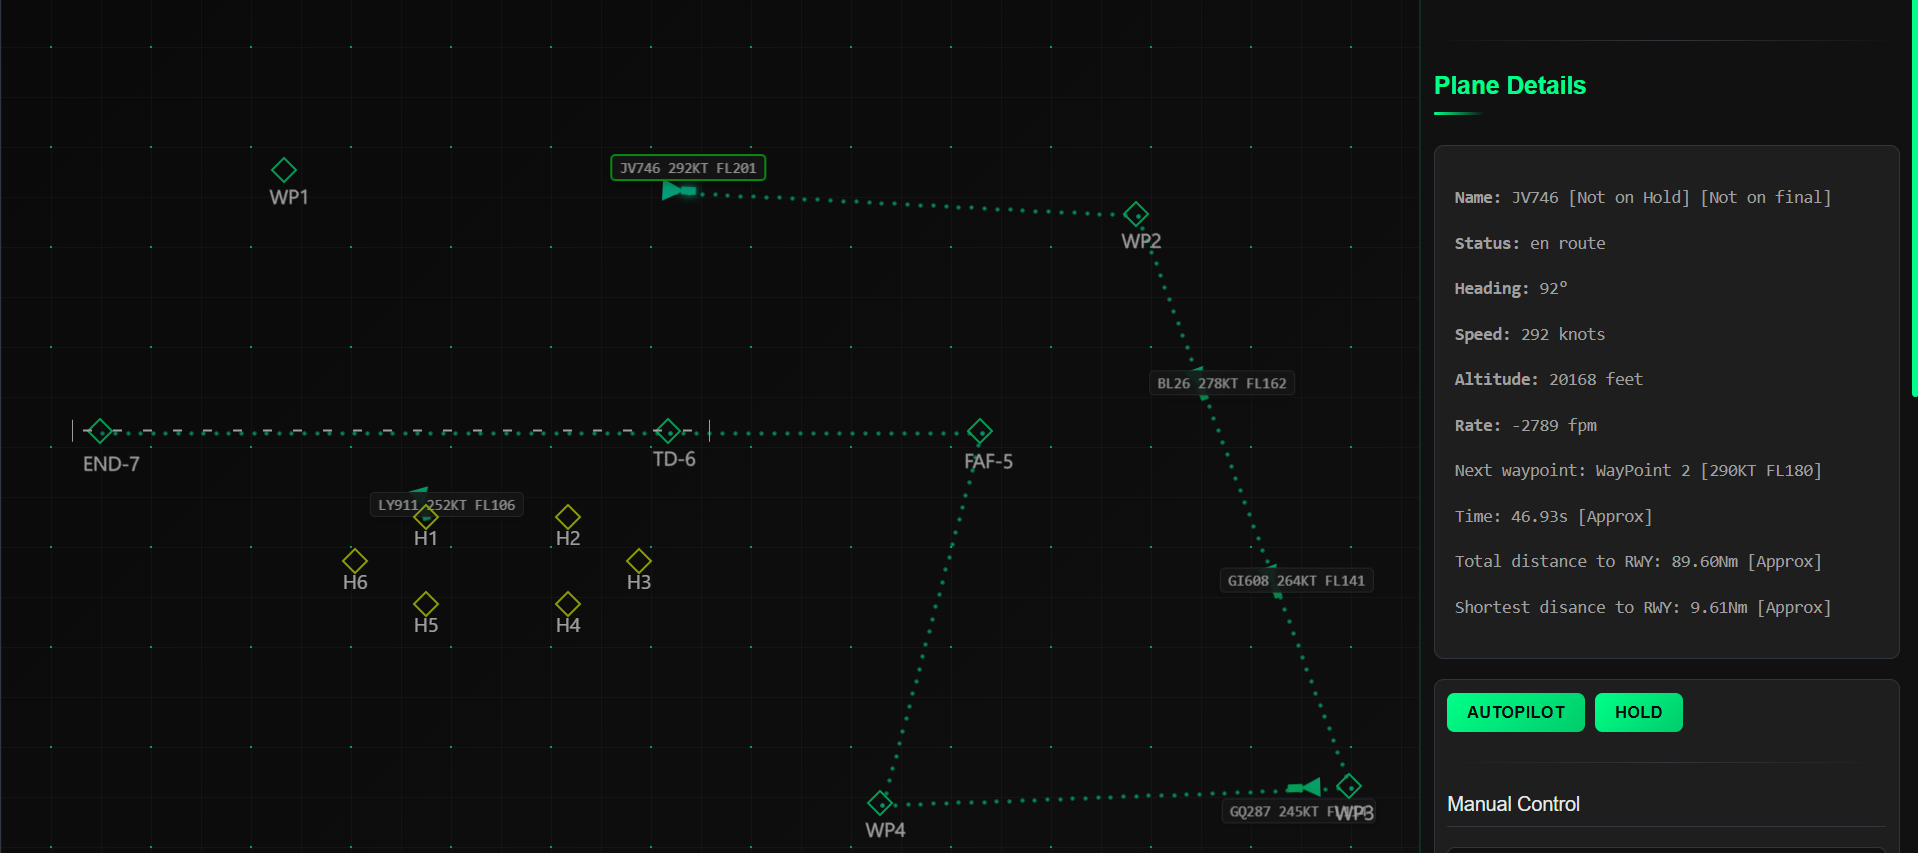 WP1
JV746 292KT FL201
WP2
BL26 278KT FL162
END-7
TD-6
FAF-5
LY911 252KT FL106
H1
H2
H6
H3
H5
H4
GI608 264KT FL141
GQ287 245KT
WP3
WP4
Plane Details
Name: JV746 [Not on Hold] [Not on final]
Status: en route
Heading: 92º
Speed: 292 knots
Altitude: 20168 feet
Rate: -2789 fpm
Next waypoint: WayPoint 2 [290KT FL180]
Time: 46.93s [Approx]
Total distance to RWY: 89.60Nm [Approx]
Shortest disance to RWY: 9.61Nm [Approx]
AUTOPILOT
HOLD
Manual Control